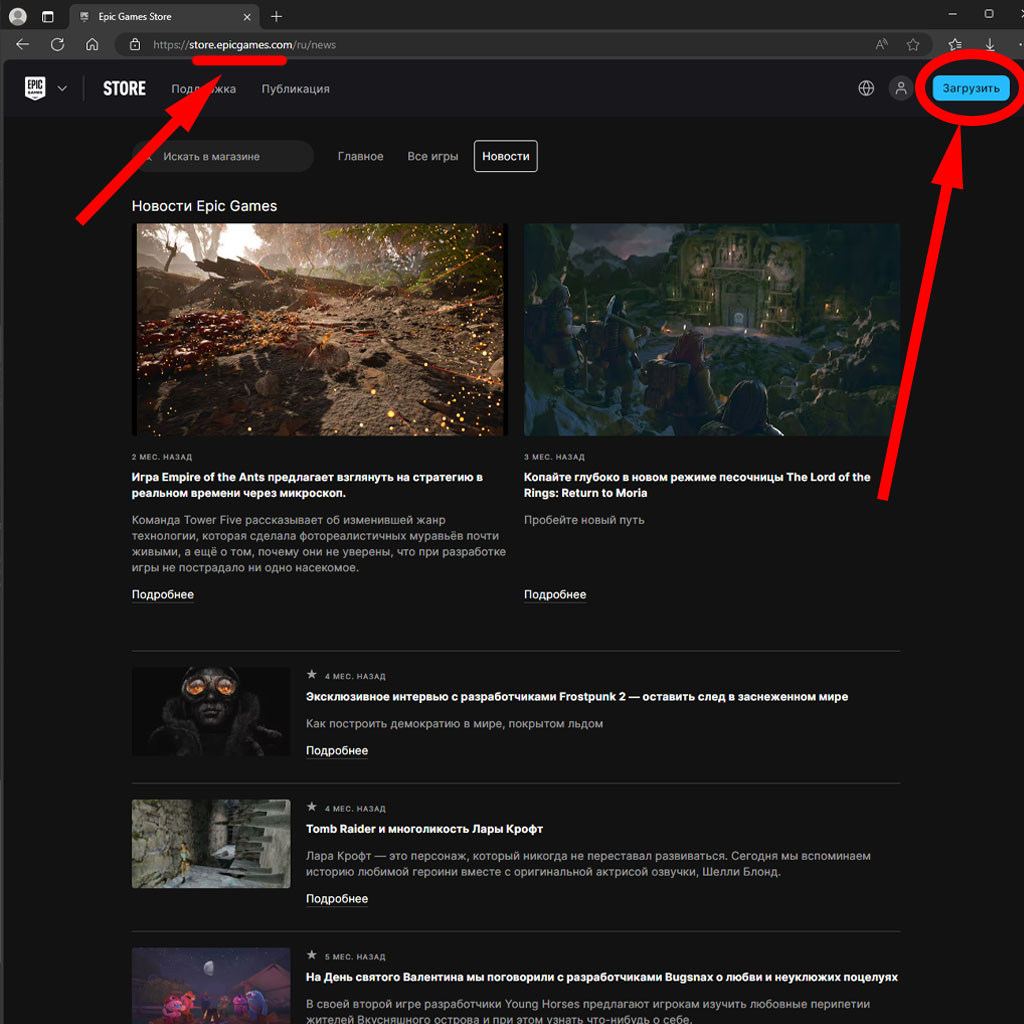 Epic Games Store
https://store.epicgames.com/ru/news
EPIC
GAMES
STORE
Поддержка
Публикация
Загрузить
Искать в магазине
Главное
Все игры
Новости
Новости Epic Games
2 МЕС. НАЗАД
Игра Empire of the Ants предлагает взглянуть на стратегию в
реальном времени через микроскоп.
Команда Tower Five рассказывает об изменившей жанр
технологии, которая сделала фотореалистичных муравьёв почти
живыми, а ещё о том, почему они не уверены, что при разработке
игры не пострадало ни одно насекомое.
Подробнее
3 МЕС. НАЗАД
Копайте глубоко в новом режиме песочницы The Lord of the
Rings: Return to Moria
Пробейте новый путь
Подробнее
4 МЕС. НАЗАД
Эксклюзивное интервью с разработчиками Frostpunk 2 — оставить след в заснеженном мире
Как построить демократию в мире, покрытом льдом
Подробнее
4 МЕС. НАЗАД
Tomb Raider и многоликость Лары Крофт
Лара Крофт — это персонаж, который никогда не переставал развиваться. Сегодня мы вспоминаем
историю любимой героини вместе с оригинальной актрисой озвучки, Шелли Блонд.
Подробнее
5 МЕС. НАЗАД
На День святого Валентина мы поговорили с разработчиками Bugsnax о любви и неуклюжих поцелуях
В своей второй игре разработчики Young Horses предлагают игрокам изучить любовные перипетии
жителей Вкусняшного острова и при этом узнать что-нибудь о себе.